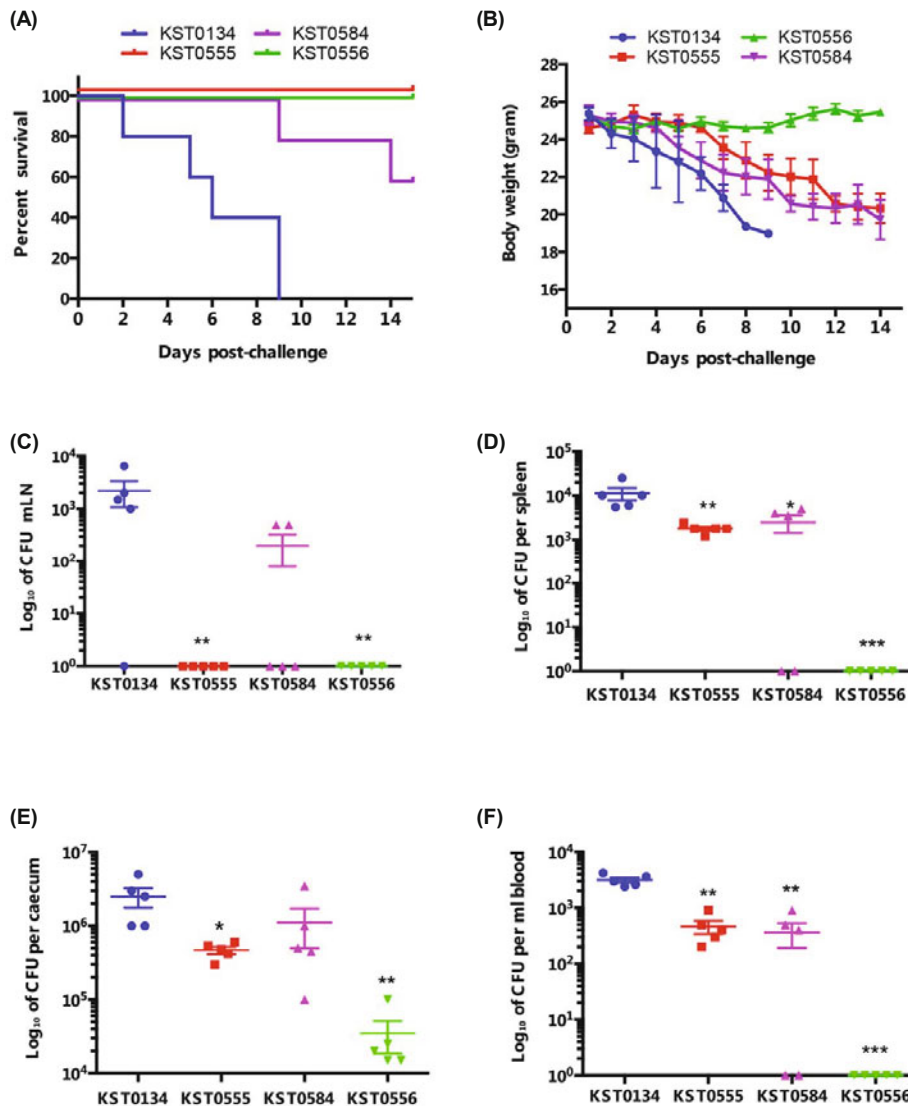 (A)
KST0134 KST0584
KST0555 KST0556
Percent survival
100
80
60
40
20
0
0 2 4 6 8 10 12 14
Days post-challenge
(B)
KST0134 KST0556
KST0555 KST0584
Body weight (gram)
28
26
24
22
20
18
16
0 2 4 6 8 10 12 14
Days post-challenge
(C)
Log₁₀ of CFU mLN
10⁴
10³
10²
10¹
10⁰
** **
KST0134 KST0555 KST0584 KST0556
(D)
Log₁₀ of CFU per spleen
10⁵
10⁴
10³
10²
10¹
10⁰
** * ***
KST0134 KST0555 KST0584 KST0556
(E)
Log₁₀ of CFU per caecum
10⁷
10⁶
10⁵
10⁴
* **
KST0134 KST0555 KST0584 KST0556
(F)
Log₁₀ of CFU per ml blood
10⁴
10³
10²
10¹
10⁰
** ** ***
KST0134 KST0555 KST0584 KST0556